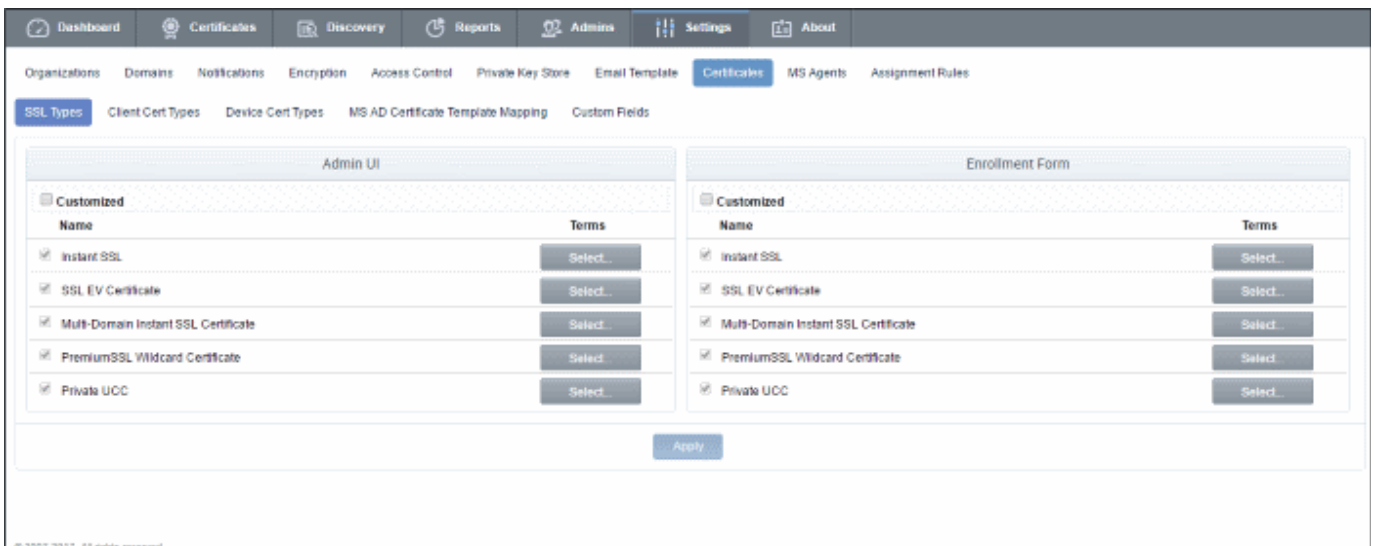 Dashboard Certificates Discovery Reports Admins Settings About
Organizations Domains Notifications Encryption Access Control Private Key Store Email Template Certificates MS Agents Assignment Rules
SSL Types Client Cert Types Device Cert Types MS AD Certificate Template Mapping Custom Fields
Admin UI Enrollment Form
Customized Customized
Name Terms Name Terms
Instant SSL Select... Instant SSL Select...
SSL EV Certificate Select... SSL EV Certificate Select...
Multi-Domain Instant SSL Certificate Select... Multi-Domain Instant SSL Certificate Select...
PremiumSSL Wildcard Certificate Select... PremiumSSL Wildcard Certificate Select...
Private UCC Select... Private UCC Select...
Apply